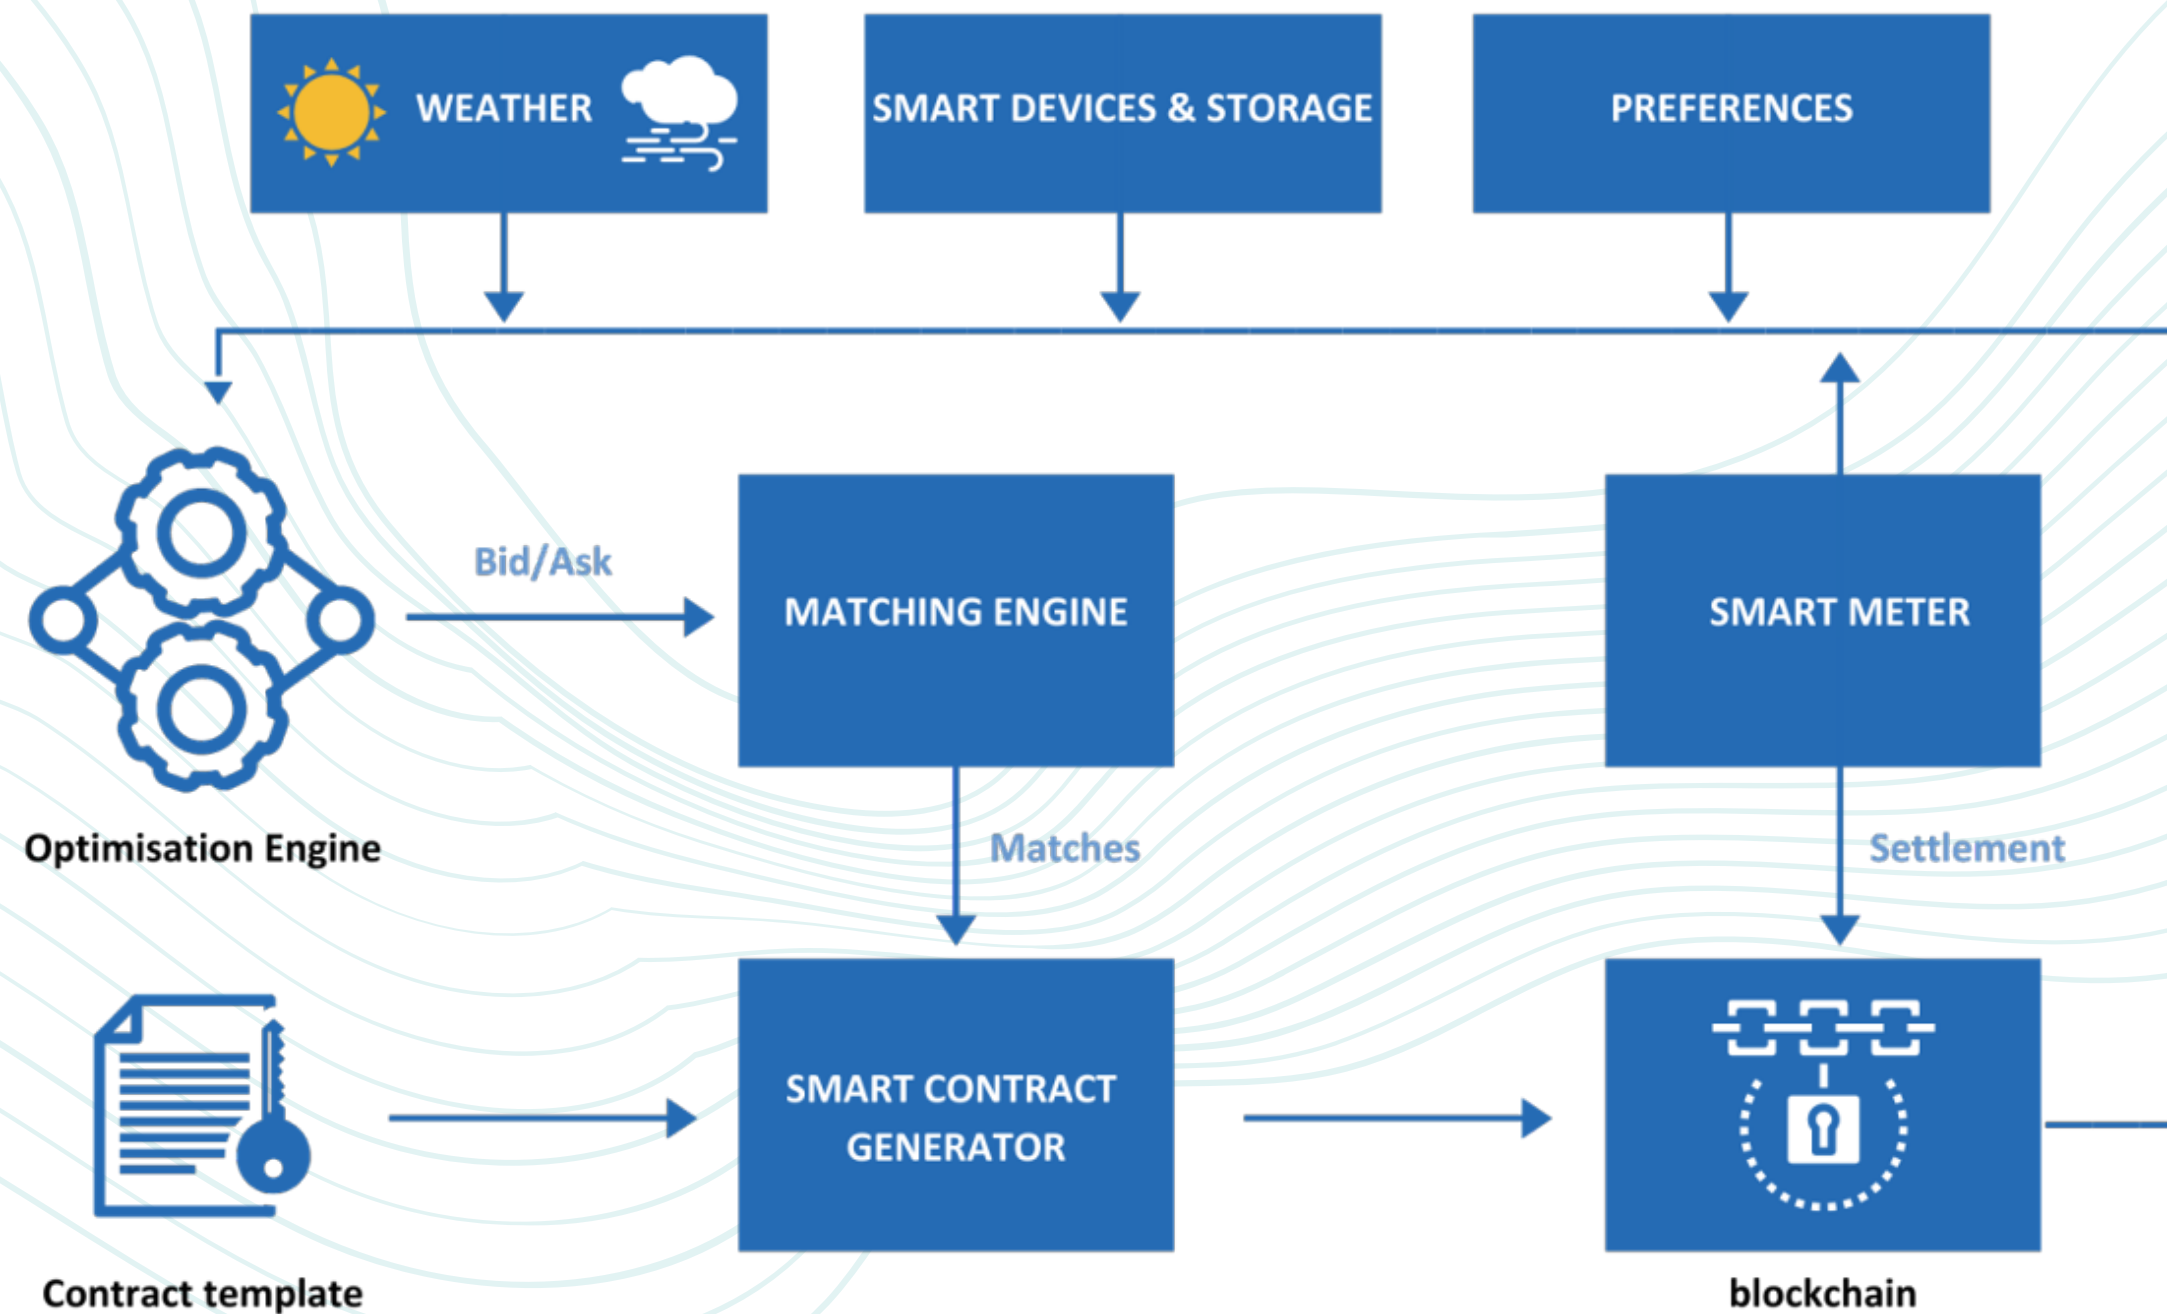 WEATHER
SMART DEVICES & STORAGE
PREFERENCES
Bid/Ask
MATCHING ENGINE
SMART METER
Optimisation Engine
Matches
Settlement
SMART CONTRACT
GENERATOR
Contract template
blockchain